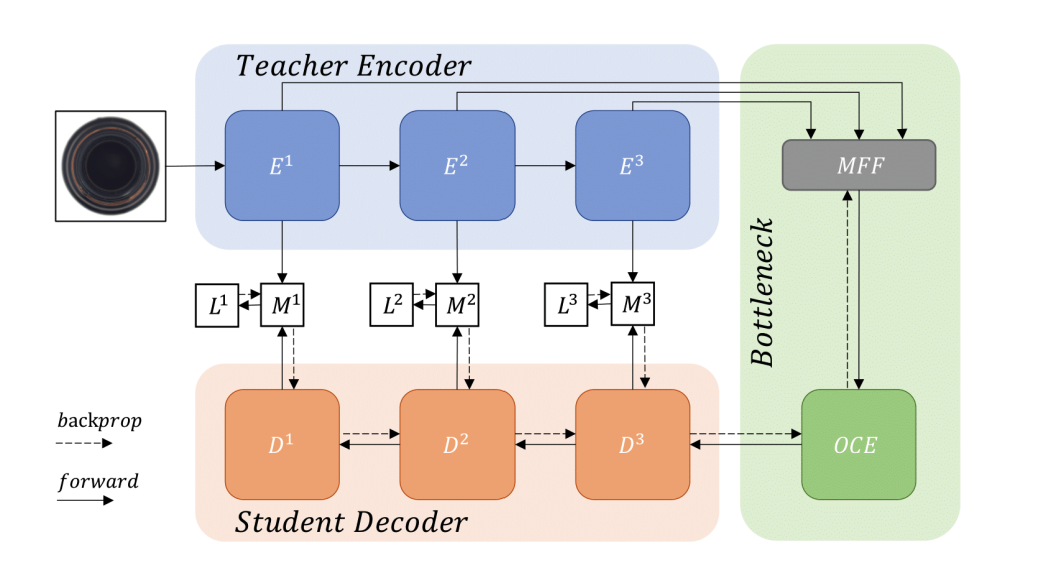 Teacher Encoder
E¹
E²
E³
MFF
L¹
M¹
L²
M²
L³
M³
Bottleneck
backprop
forward
D¹
D²
D³
OCE
Student Decoder